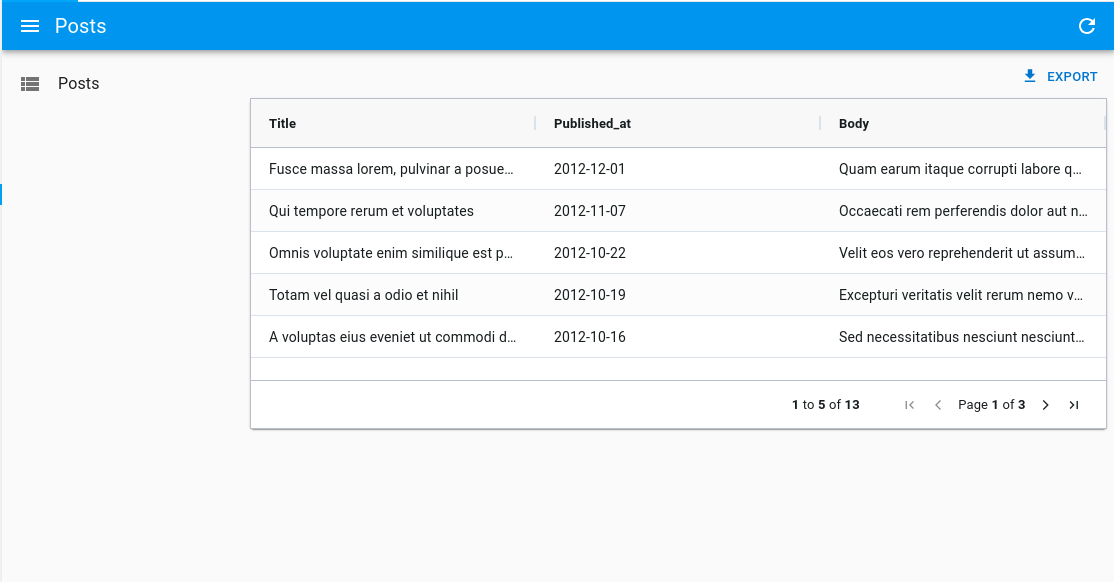 Posts
Posts
EXPORT
Title Published_at Body
Fusce massa lorem, pulvinar a posue... 2012-12-01 Quam earum itaque corrupti labore q...
Qui tempore rerum et voluptates 2012-11-07 Occaecati rem perferendis dolor aut n...
Omnis voluptate enim similique est p... 2012-10-22 Velit eos vero reprehenderit ut assum...
Totam vel quasi a odio et nihil 2012-10-19 Excepturi veritatis velit rerum nemo v...
A voluptas eius eveniet ut commodi d... 2012-10-16 Sed necessitatibus nesciunt nesciunt...
1 to 5 of 13 Page 1 of 3